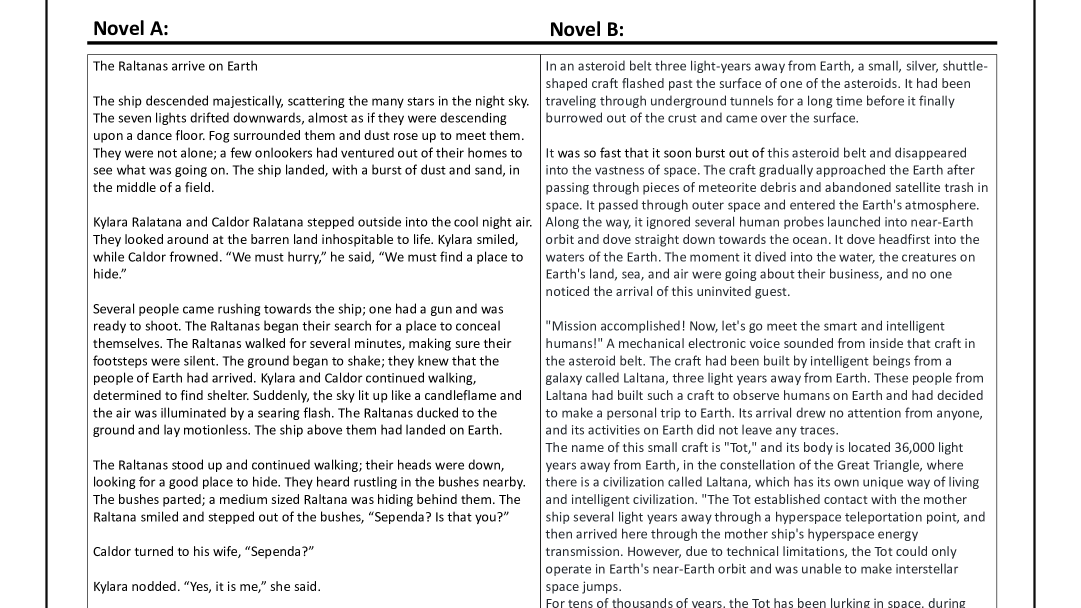 Novel A:
Novel B:
The Raltanas arrive on Earth
The ship descended majestically, scattering the many stars in the night sky.
The seven lights drifted downwards, almost as if they were descending
upon a dance floor. Fog surrounded them and dust rose up to meet them.
They were not alone; a few onlookers had ventured out of their homes to
see what was going on. The ship landed, with a burst of dust and sand, in
the middle of a field.
Kylara Ralatana and Caldor Ralatana stepped outside into the cool night air.
They looked around at the barren land inhospitable to life. Kylara smiled,
while Caldor frowned. “We must hurry,” he said, “We must find a place to
hide.”
Several people came rushing towards the ship; one had a gun and was
ready to shoot. The Raltanas began their search for a place to conceal
themselves. The Raltanas walked for several minutes, making sure their
footsteps were silent. The ground began to shake; they knew that the
people of Earth had arrived. Kylara and Caldor continued walking,
determined to find shelter. Suddenly, the sky lit up like a candleflame and
the air was illuminated by a searing flash. The Raltanas ducked to the
ground and lay motionless. The ship above them had landed on Earth.
The Raltanas stood up and continued walking; their heads were down,
looking for a good place to hide. They heard rustling in the bushes nearby.
The bushes parted; a medium sized Raltana was hiding behind them. The
Raltana smiled and stepped out of the bushes, “Sependa? Is that you?”
Caldor turned to his wife, “Sependa?”
Kylara nodded. “Yes, it is me,” she said.
In an asteroid belt three light-years away from Earth, a small, silver, shuttle-
shaped craft flashed past the surface of one of the asteroids. It had been
traveling through underground tunnels for a long time before it finally
burrowed out of the crust and came over the surface.
It was so fast that it soon burst out of this asteroid belt and disappeared
into the vastness of space. The craft gradually approached the Earth after
passing through pieces of meteorite debris and abandoned satellite trash in
space. It passed through outer space and entered the Earth's atmosphere.
Along the way, it ignored several human probes launched into near-Earth
orbit and dove straight down towards the ocean. It dove headfirst into the
waters of the Earth. The moment it dived into the water, the creatures on
Earth's land, sea, and air were going about their business, and no one
noticed the arrival of this uninvited guest.
"Mission accomplished! Now, let's go meet the smart and intelligent
humans!" A mechanical electronic voice sounded from inside that craft in
the asteroid belt. The craft had been built by intelligent beings from a
galaxy called Laltana, three light years away from Earth. These people from
Laltana had built such a craft to observe humans on Earth and had decided
to make a personal trip to Earth. Its arrival drew no attention from anyone,
and its activities on Earth did not leave any traces.
The name of this small craft is "Tot," and its body is located 36,000 light
years away from Earth, in the constellation of the Great Triangle, where
there is a civilization called Laltana, which has its own unique way of living
and intelligent civilization. "The Tot established contact with the mother
ship several light years away through a hyperspace teleportation point, and
then arrived here through the mother ship's hyperspace energy
transmission. However, due to technical limitations, the Tot could only
operate in Earth's near-Earth orbit and was unable to make interstellar
space jumps.
For tens of thousands of years, the Tot has been lurking in space, during